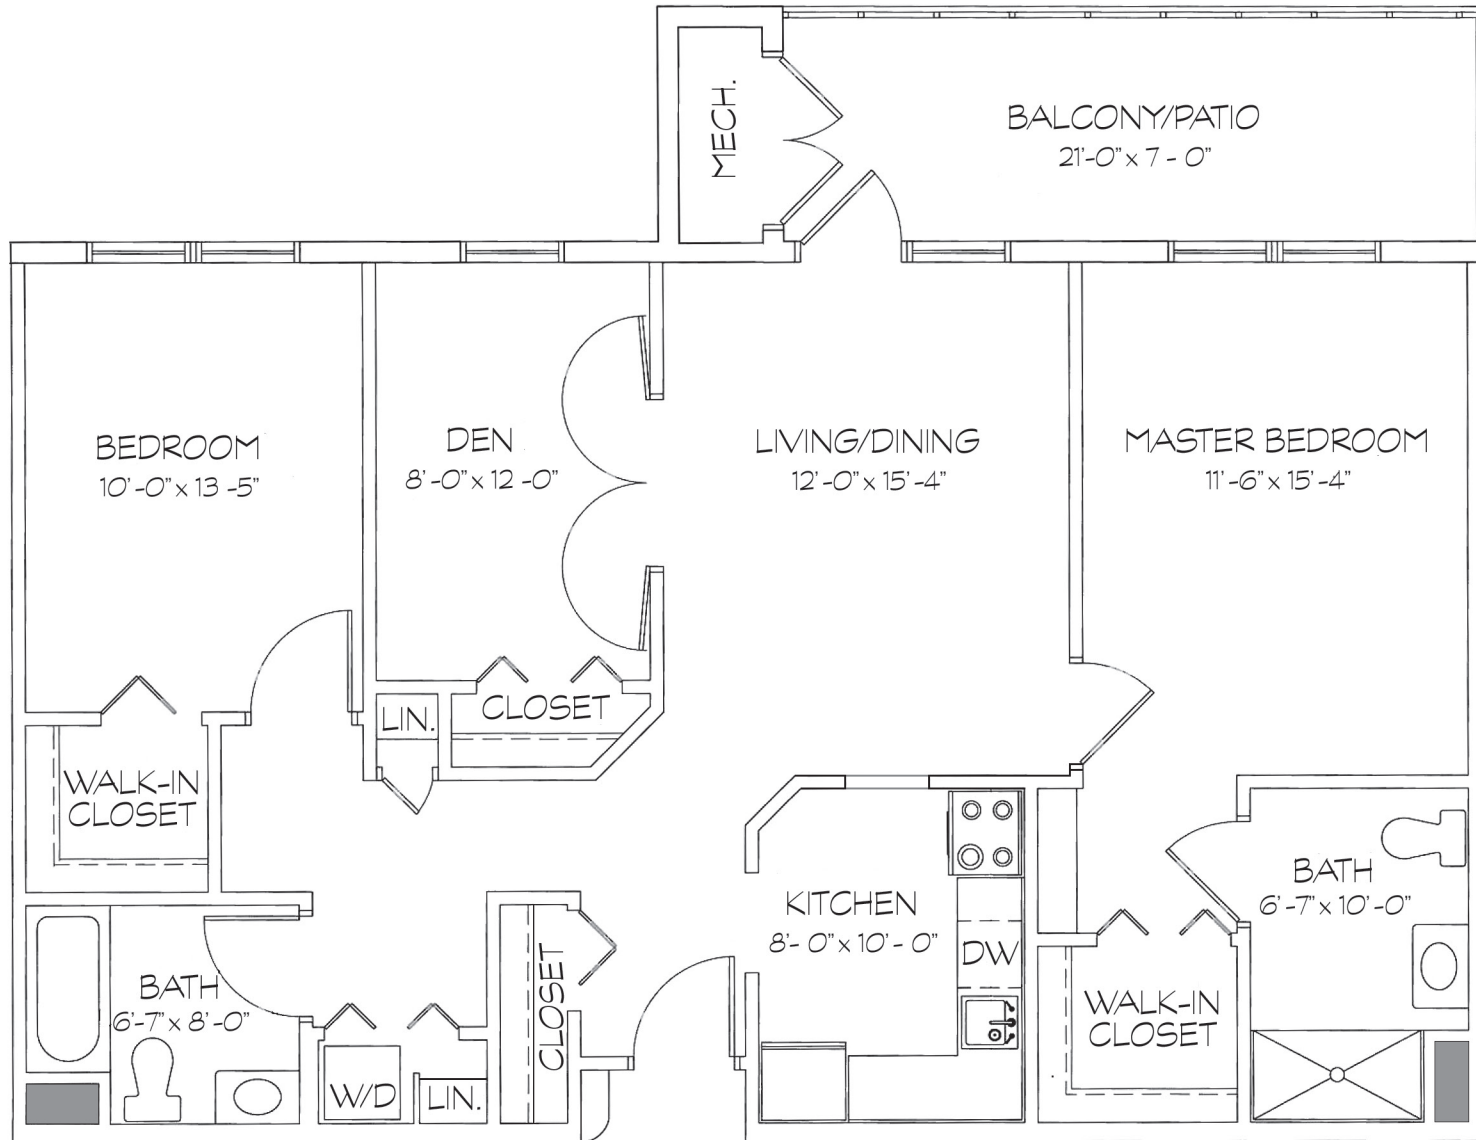 MECH.
BALCONY/PATIO
21'-0" x 7 - 0"
BEDROOM
10'-0" x 13 -5"
DEN
8'-0" x 12 -0"
LIVING/DINING
12'-0" x 15'-4"
MASTER BEDROOM
11'-6" x 15'-4"
LIN.
CLOSET
WALK-IN
CLOSET
KITCHEN
8'- 0" x 10'- 0"
DW
BATH
6'-7" x 10'-0"
BATH
6'-7" x 8'-0"
CLOSET
WALK-IN
CLOSET
W/D
LIN.